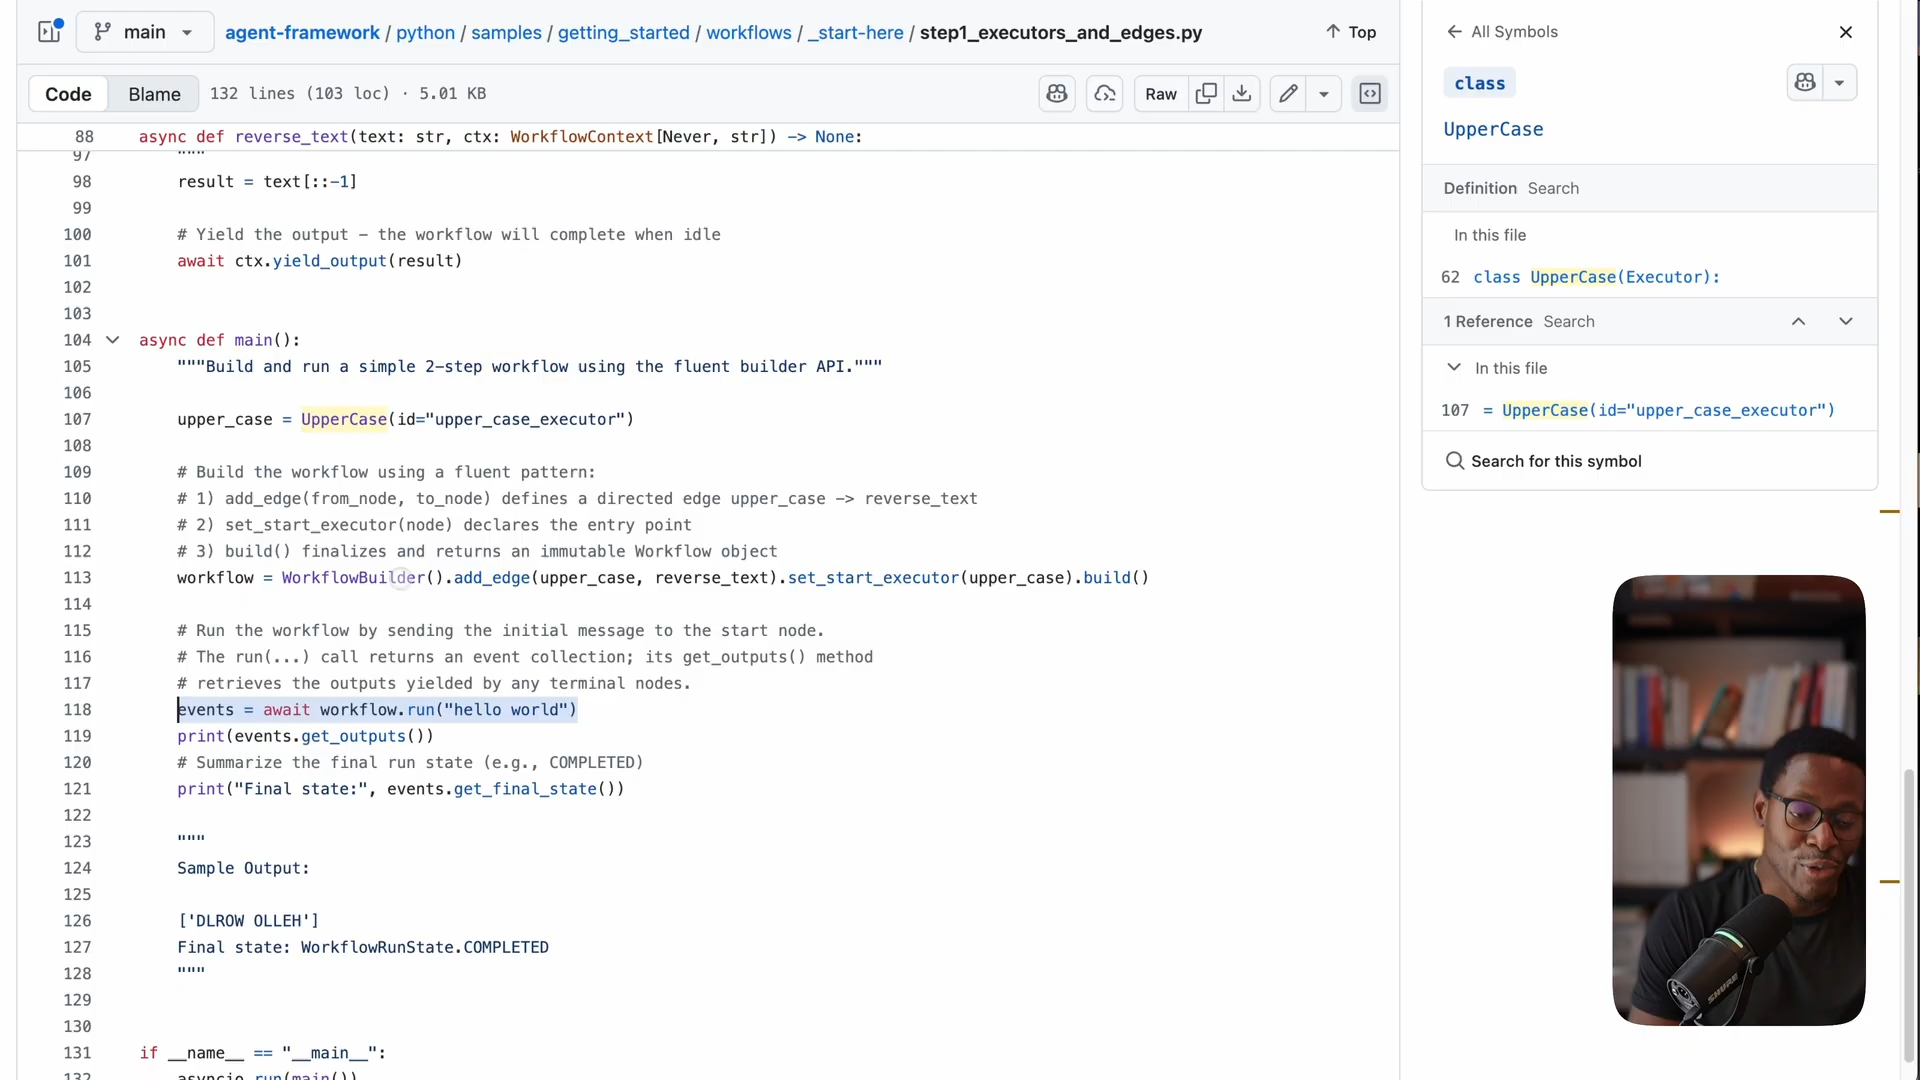 main
agent-framework / python / samples / getting_started / workflows / _start-here / step1_executors_and_edges.py
Top
Code Blame 132 lines (103 loc) · 5.01 KB
Raw
88 async def reverse_text(text: str, ctx: WorkflowContext[Never, str]) -> None:
97 """
98 result = text[::-1]
99
100 # Yield the output – the workflow will complete when idle
101 await ctx.yield_output(result)
102
103
104 async def main():
105 """Build and run a simple 2-step workflow using the fluent builder API."""
106
107 upper_case = UpperCase(id="upper_case_executor")
108
109 # Build the workflow using a fluent pattern:
110 # 1) add_edge(from_node, to_node) defines a directed edge upper_case -> reverse_text
111 # 2) set_start_executor(node) declares the entry point
112 # 3) build() finalizes and returns an immutable Workflow object
113 workflow = WorkflowBuilder().add_edge(upper_case, reverse_text).set_start_executor(upper_case).build()
114
115 # Run the workflow by sending the initial message to the start node.
116 # The run(...) call returns an event collection; its get_outputs() method
117 # retrieves the outputs yielded by any terminal nodes.
118 events = await workflow.run("hello world")
119 print(events.get_outputs())
120 # Summarize the final run state (e.g., COMPLETED)
121 print("Final state:", events.get_final_state())
122
123 """
124 Sample Output:
125
126 ['DLROW OLLEH']
127 Final state: WorkflowRunState.COMPLETED
128 """
129
130
131 if __name__ == "__main__":
132 asyncio.run(main())
All Symbols
class
UpperCase
Definition Search
In this file
62 class UpperCase(Executor):
1 Reference Search
In this file
107 = UpperCase(id="upper_case_executor")
Search for this symbol
SHURE